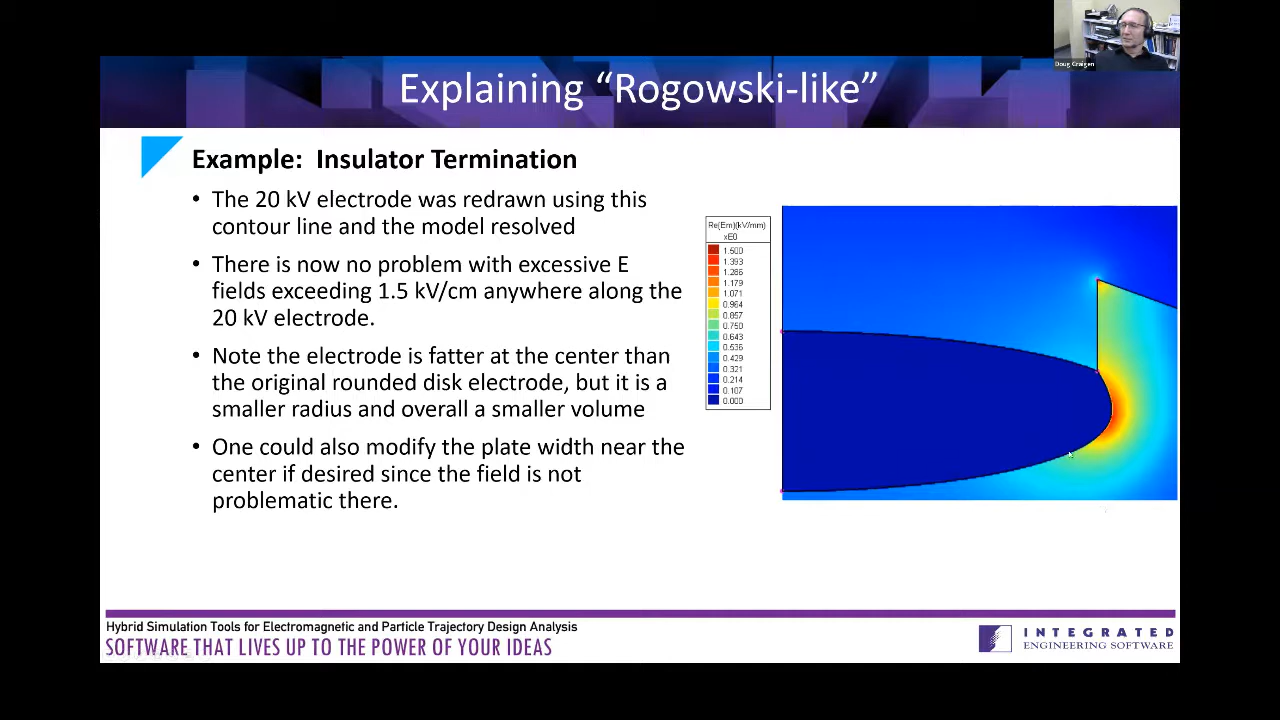 Doug Craigen
Explaining “Rogowski-like”
Example: Insulator Termination
• The 20 kV electrode was redrawn using this
contour line and the model resolved
• There is now no problem with excessive E
fields exceeding 1.5 kV/cm anywhere along the
20 kV electrode.
• Note the electrode is fatter at the center than
the original rounded disk electrode, but it is a
smaller radius and overall a smaller volume
• One could also modify the plate width near the
center if desired since the field is not
problematic there.
Re(Em)(kV/mm)
xE0
1.500
1.393
1.286
1.179
1.071
0.964
0.857
0.750
0.643
0.536
0.429
0.321
0.214
0.107
0.000
Hybrid Simulation Tools for Electromagnetic and Particle Trajectory Design Analysis
SOFTWARE THAT LIVES UP TO THE POWER OF YOUR IDEAS
INTEGRATED
ENGINEERING SOFTWARE